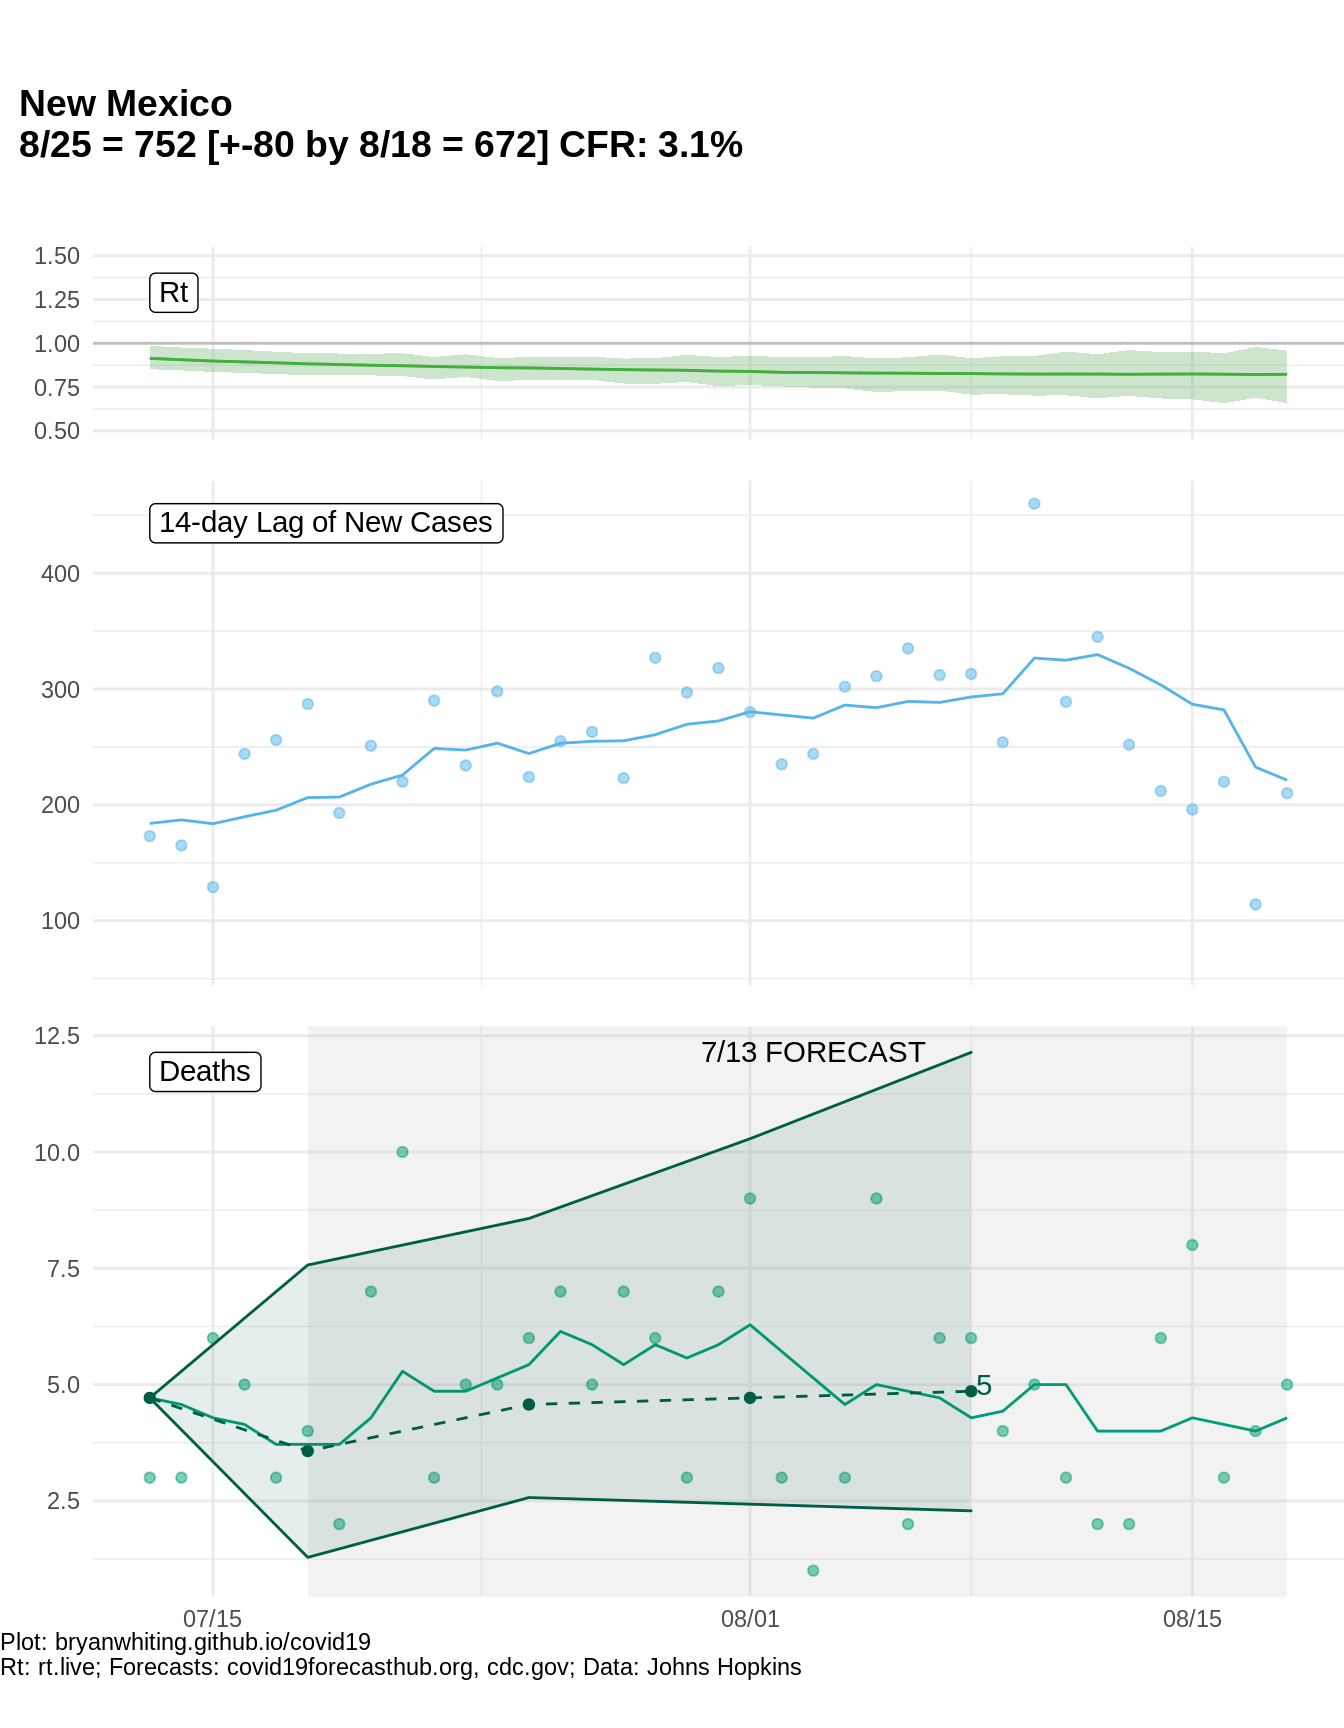 New Mexico
8/25 = 752 [+-80 by 8/18 = 672] CFR: 3.1%
1.50
Rt
1.25
1.00
0.75
0.50
14-day Lag of New Cases
400
300
200
100
12.5
7/13 FORECAST
Deaths
10.0
7.5
5.0
5
2.5
07/15
08/01
08/15
Plot: bryanwhiting.github.io/covid19
Rt: rt.live; Forecasts: covid19forecasthub.org, cdc.gov; Data: Johns Hopkins